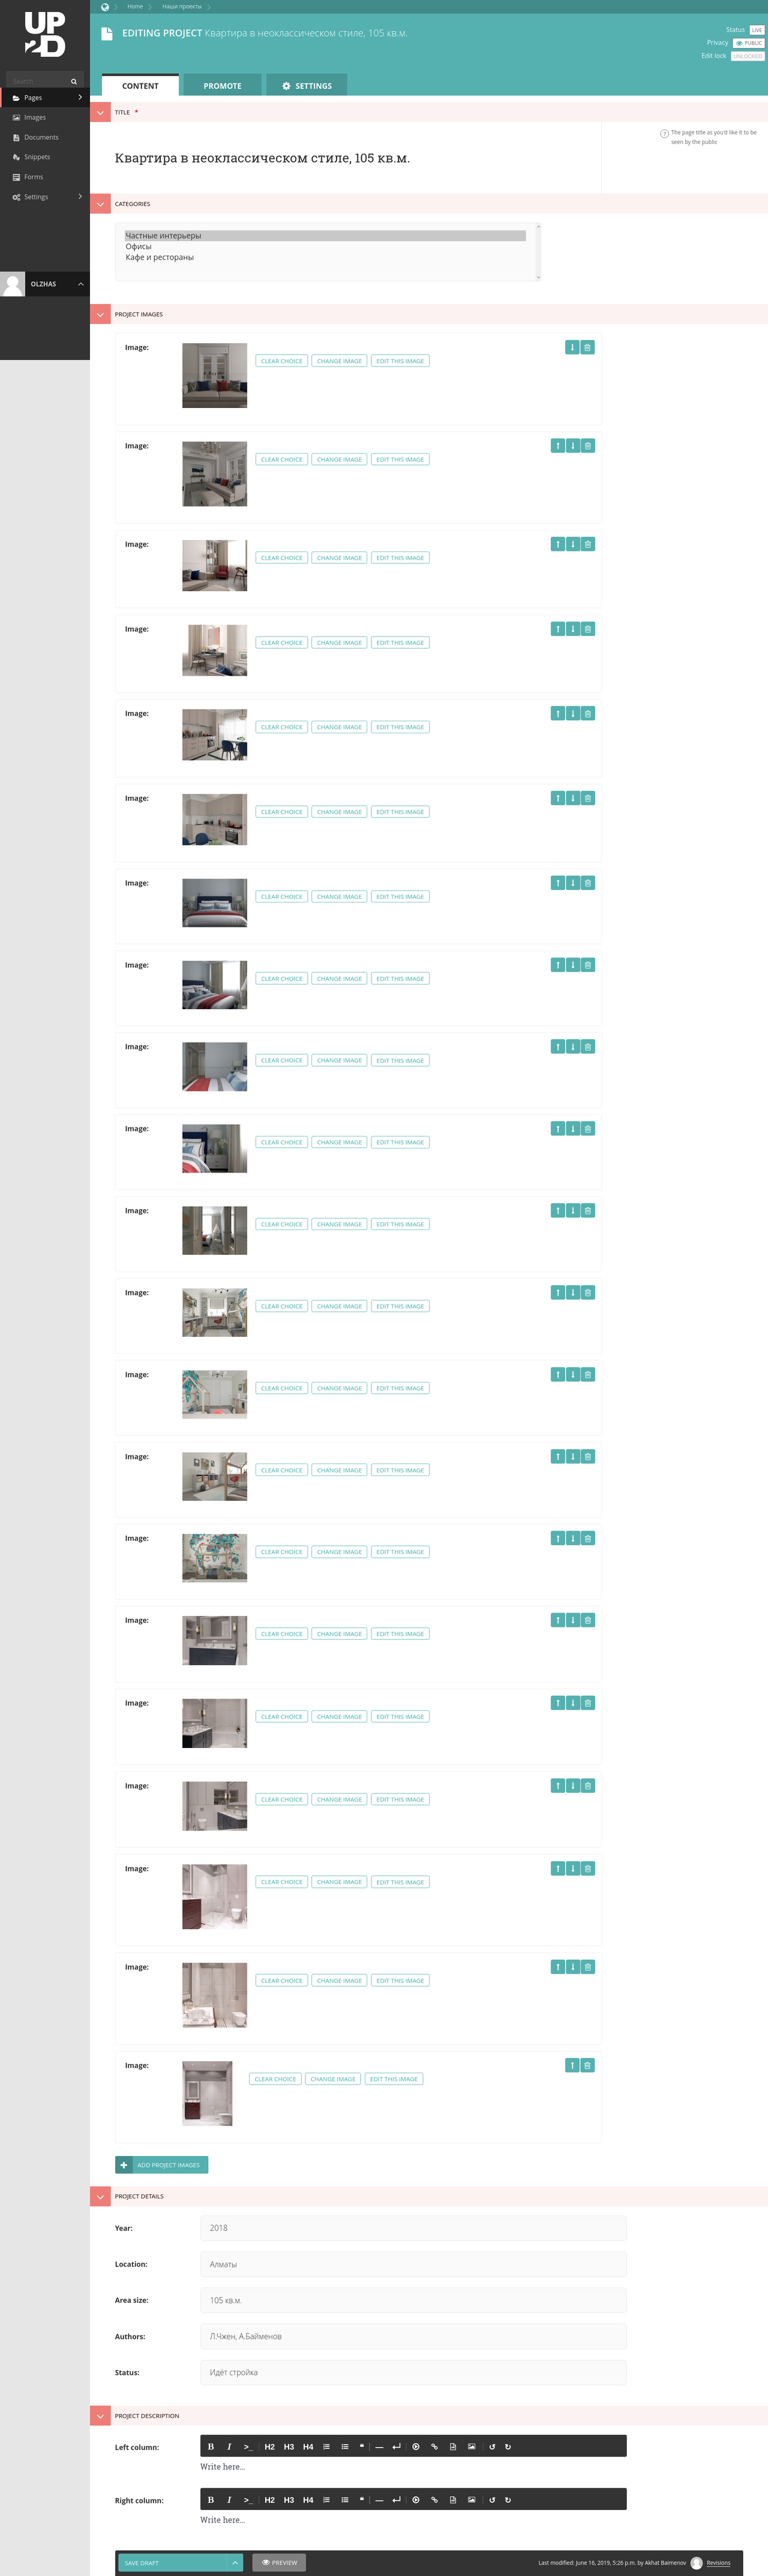 UP
2D
Search
Pages
Images
Documents
Snippets
Forms
Settings
OLZHAS
Home
Наши проекты
EDITING PROJECT Квартира в неоклассическом стиле, 105 кв.м.
Status LIVE
Privacy PUBLIC
Edit lock UNLOCKED
CONTENT
PROMOTE
SETTINGS
TITLE *
Квартира в неоклассическом стиле, 105 кв.м.
The page title as you'd like it to be
seen by the public
CATEGORIES
Частные интерьеры
Офисы
Кафе и рестораны
PROJECT IMAGES
Image:
CLEAR CHOICE CHANGE IMAGE EDIT THIS IMAGE
Image:
CLEAR CHOICE CHANGE IMAGE EDIT THIS IMAGE
Image:
CLEAR CHOICE CHANGE IMAGE EDIT THIS IMAGE
Image:
CLEAR CHOICE CHANGE IMAGE EDIT THIS IMAGE
Image:
CLEAR CHOICE CHANGE IMAGE EDIT THIS IMAGE
Image:
CLEAR CHOICE CHANGE IMAGE EDIT THIS IMAGE
Image:
CLEAR CHOICE CHANGE IMAGE EDIT THIS IMAGE
Image:
CLEAR CHOICE CHANGE IMAGE EDIT THIS IMAGE
Image:
CLEAR CHOICE CHANGE IMAGE EDIT THIS IMAGE
Image:
CLEAR CHOICE CHANGE IMAGE EDIT THIS IMAGE
Image:
CLEAR CHOICE CHANGE IMAGE EDIT THIS IMAGE
Image:
CLEAR CHOICE CHANGE IMAGE EDIT THIS IMAGE
Image:
CLEAR CHOICE CHANGE IMAGE EDIT THIS IMAGE
Image:
CLEAR CHOICE CHANGE IMAGE EDIT THIS IMAGE
Image:
CLEAR CHOICE CHANGE IMAGE EDIT THIS IMAGE
Image:
CLEAR CHOICE CHANGE IMAGE EDIT THIS IMAGE
Image:
CLEAR CHOICE CHANGE IMAGE EDIT THIS IMAGE
Image:
CLEAR CHOICE CHANGE IMAGE EDIT THIS IMAGE
Image:
CLEAR CHOICE CHANGE IMAGE EDIT THIS IMAGE
Image:
CLEAR CHOICE CHANGE IMAGE EDIT THIS IMAGE
Image:
CLEAR CHOICE CHANGE IMAGE EDIT THIS IMAGE
ADD PROJECT IMAGES
PROJECT DETAILS
Year: 2018
Location: Алматы
Area size: 105 кв.м.
Authors: Л.Чжен, А.Байменов
Status: Идёт стройка
PROJECT DESCRIPTION
Left column: B I >_ H2 H3 H4
Write here...
Right column: B I >_ H2 H3 H4
Write here...
SAVE DRAFT
PREVIEW
Last modified: June 16, 2019, 5:26 p.m. by Akhat Baimenov
Revisions